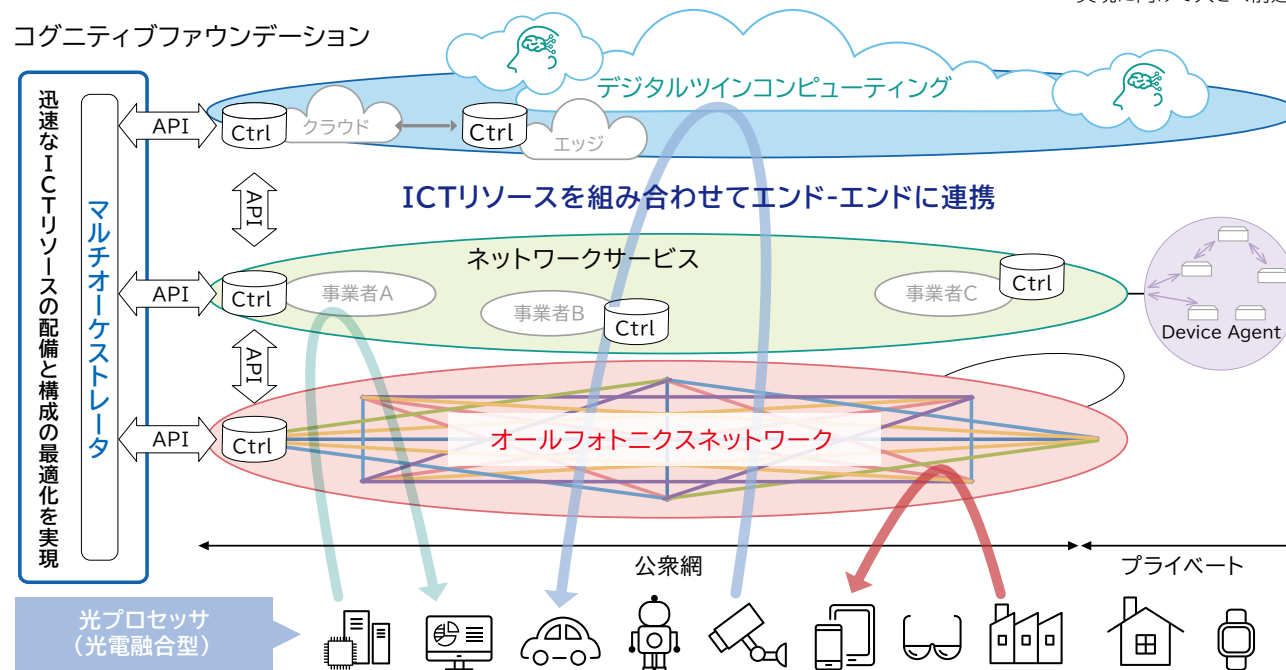 コグニティブファウンデーション
デジタルツインコンピューティング
API
Ctrl
クラウド
Ctrl
エッジ
迅速なICTリソースの配備と構成の最適化を実現
マルチオーケストレータ
API
ICTリソースを組み合わせてエンド-エンドに連携
ネットワークサービス
API
Ctrl
事業者A
事業者B
Ctrl
事業者C
Ctrl
Device Agent
API
API
Ctrl
オールフォトニクスネットワーク
公衆網
プライベート
光プロセッサ
（光電融合型）